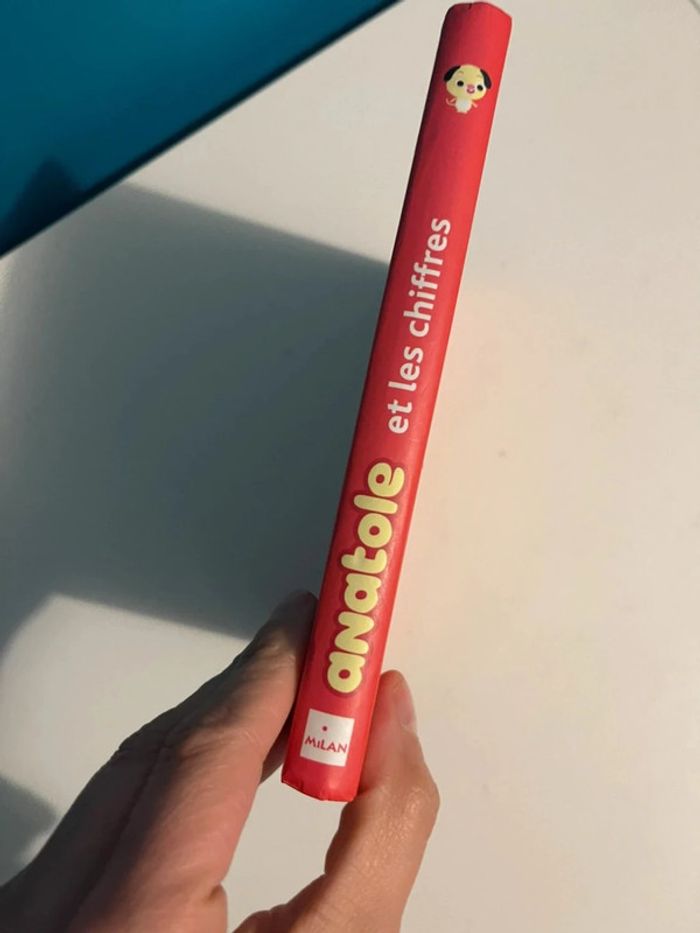 anatole et les chiffres
MiLAN